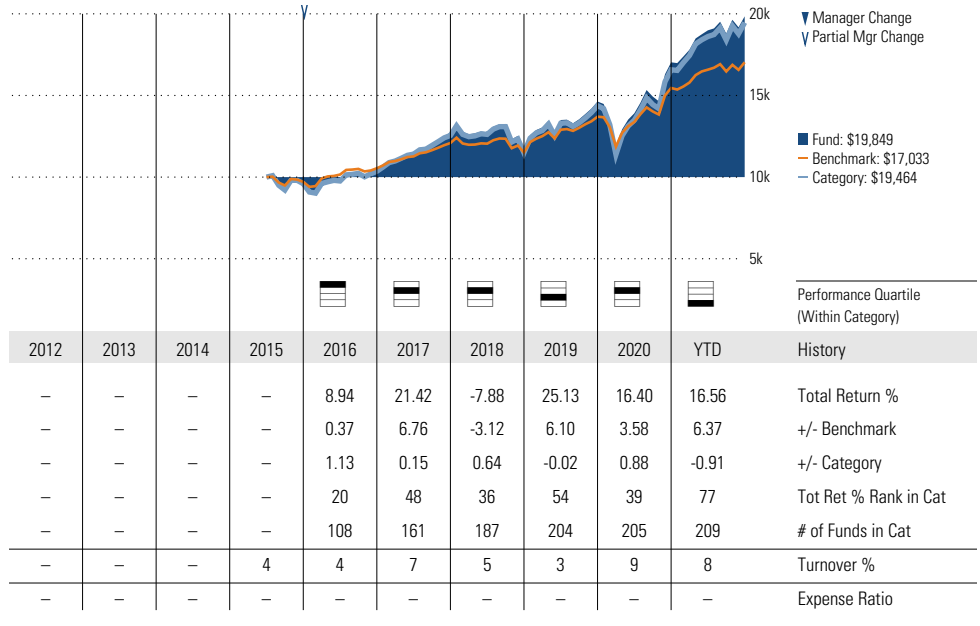 20k
▼ Manager Change
Partial Mgr Change
15k
Fund: $19,849
Benchmark: $17,033
10k
Category: $19,464
5k
Performance Quartile
(Within Category)
2012 2013 2014 2015 2016 2017 2018 2019 2020 YTD History
– – – – 8.94 21.42 -7.88 25.13 16.40 16.56 Total Return %
– – – – 0.37 6.76 -3.12 6.10 3.58 6.37 +/- Benchmark
– – – – 1.13 0.15 0.64 -0.02 0.88 -0.91 +/- Category
– – – – 20 48 36 54 39 77 Tot Ret % Rank in Cat
– – – – 108 161 187 204 205 209 # of Funds in Cat
– – – 4 4 7 5 3 9 8 Turnover %
– – – – – – – – – – Expense Ratio